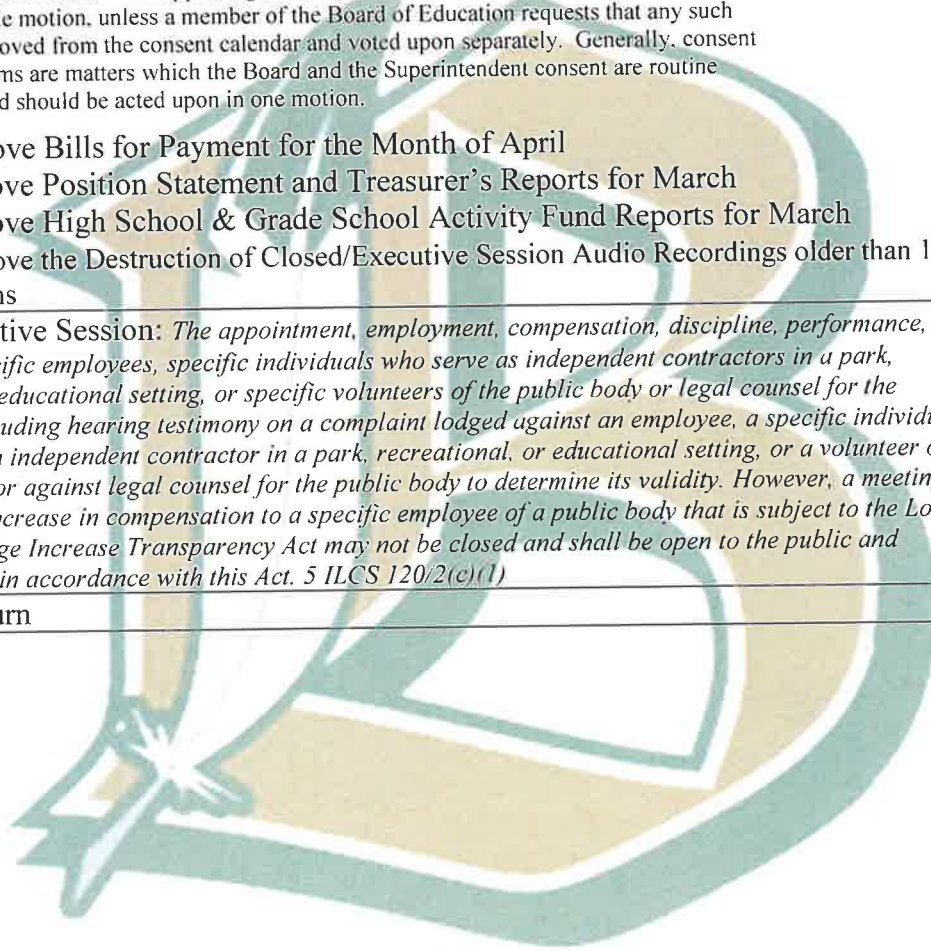 e motion, unless a member of the Board of Education requests that any such
oved from the consent calendar and voted upon separately. Generally, consent
ms are matters which the Board and the Superintendent consent are routine
d should be acted upon in one motion.
ove Bills for Payment for the Month of April
ove Position Statement and Treasurer's Reports for March
ove High School & Grade School Activity Fund Reports for March
ove the Destruction of Closed/Executive Session Audio Recordings older than 1
ns
tive Session: The appointment, employment, compensation, discipline, performance,
ific employees, specific individuals who serve as independent contractors in a park,
educational setting, or specific volunteers of the public body or legal counsel for the
uding hearing testimony on a complaint lodged against an employee, a specific individu
n independent contractor in a park, recreational, or educational setting, or a volunteer o
or against legal counsel for the public body to determine its validity. However, a meetin
ncrease in compensation to a specific employee of a public body that is subject to the Lo
ge Increase Transparency Act may not be closed and shall be open to the public and
in accordance with this Act. 5 ILCS 120/2(c)(1)
urn
B